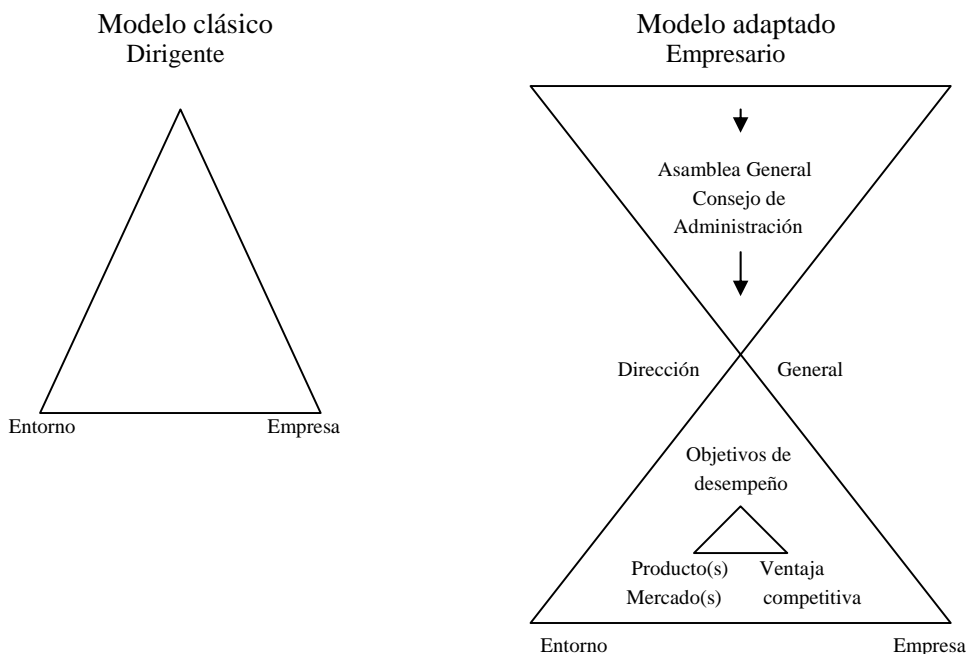 Modelo clásico
Dirigente
Entorno
Empresa
Modelo adaptado
Empresario
Asamblea General
Consejo de
Administración
Dirección General
Objetivos de
desempeño
Producto(s) Ventaja
Mercado(s) competitiva
Entorno
Empresa